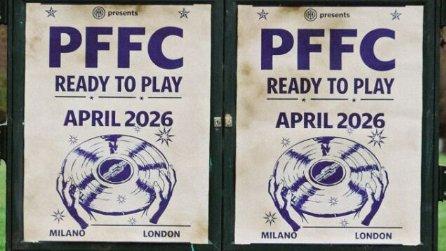 presents
PFFC
READY TO PLAY
APRIL 2026
MILANO LONDON
presents
PFFC
READY TO PLAY
APRIL 2026
MILANO LONDON